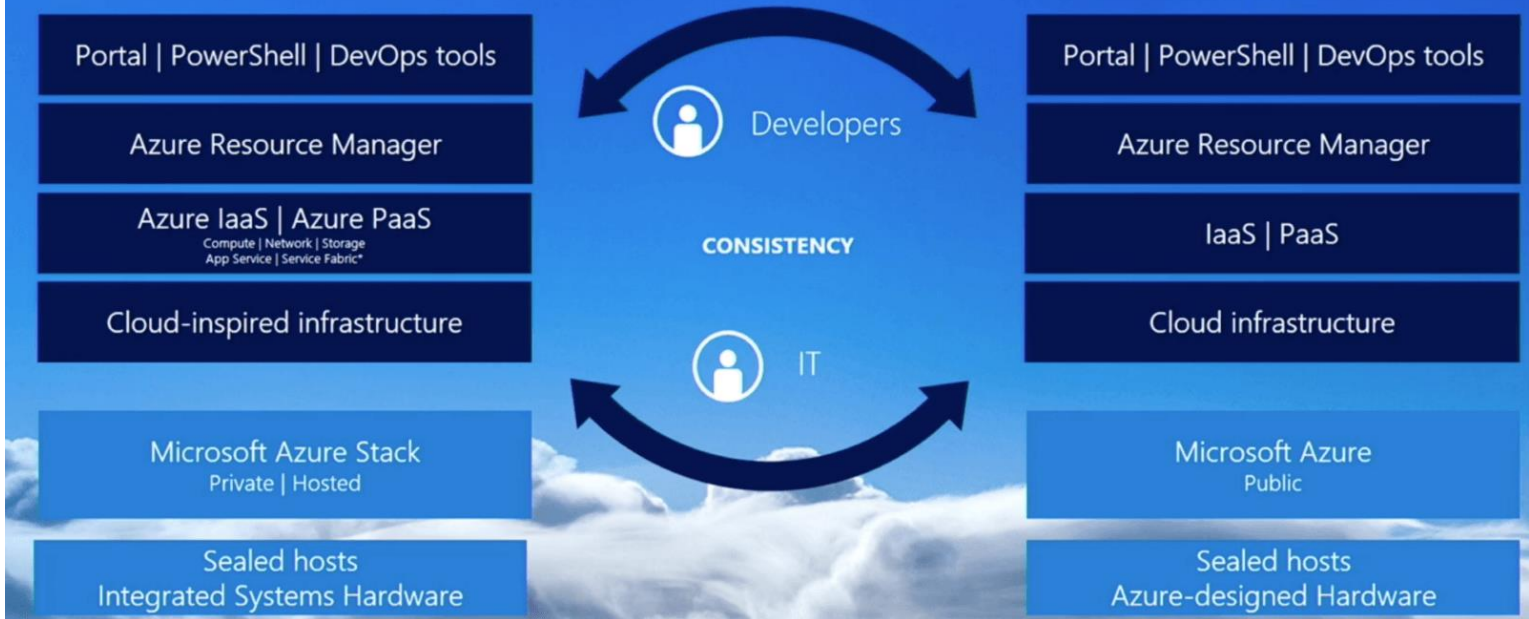 Portal | PowerShell | DevOps tools
Azure Resource Manager
Azure IaaS | Azure PaaS
Compute | Network | Storage
App Service | Service Fabric*
Cloud-inspired infrastructure
Microsoft Azure Stack
Private | Hosted
Sealed hosts
Integrated Systems Hardware
Developers
CONSISTENCY
IT
Portal | PowerShell | DevOps tools
Azure Resource Manager
IaaS | PaaS
Cloud infrastructure
Microsoft Azure
Public
Sealed hosts
Azure-designed Hardware